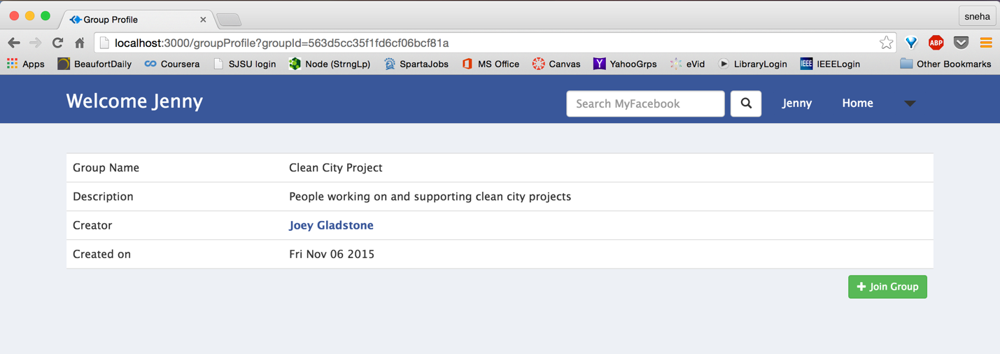 Group Profile
sneha
localhost:3000/groupProfile?groupId=563d5cc35f1fd6cf06bcf81a
ABP
Apps BeaufortDaily Coursera SJSU login Node (StrngLp) SpartaJobs MS Office Canvas YahooGrps eVid LibraryLogin IEEE IEEELogin Other Bookmarks
Welcome Jenny Search MyFacebook Jenny Home
Group Name Clean City Project
Description People working on and supporting clean city projects
Creator Joey Gladstone
Created on Fri Nov 06 2015
Join Group